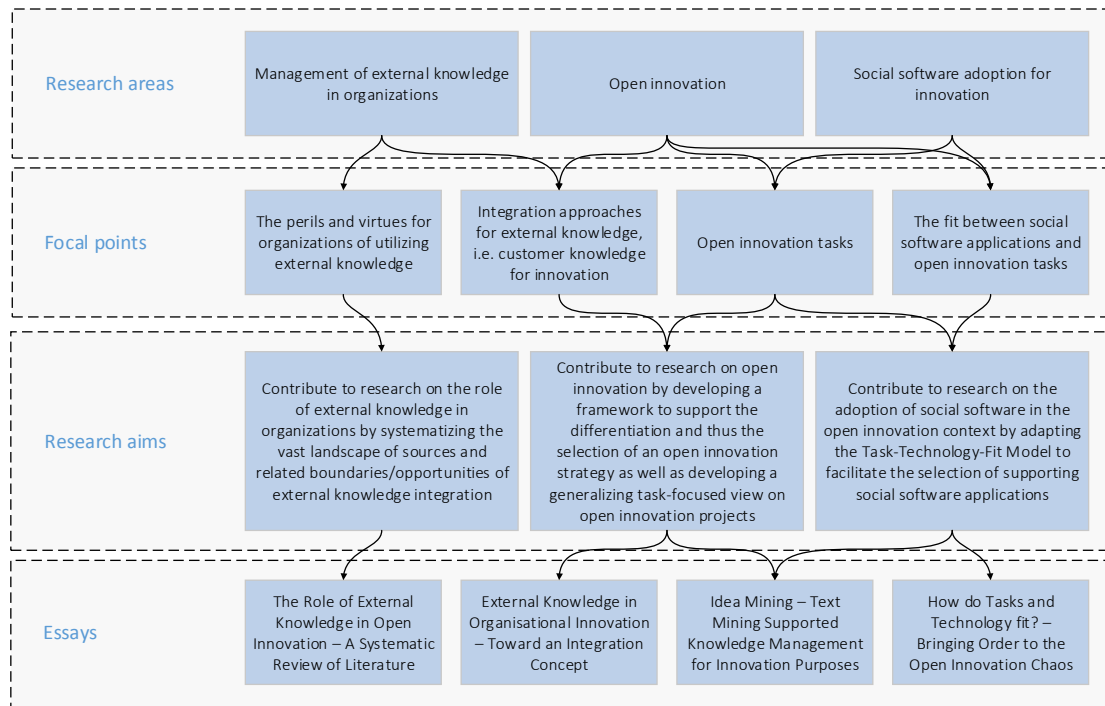 Research areas
Management of external knowledge
in organizations
Open innovation
Social software adoption for
innovation
Focal points
The perils and virtues for
organizations of utilizing
external knowledge
Integration approaches
for external knowledge,
i.e. customer knowledge
for innovation
Open innovation tasks
The fit between social
software applications and
open innovation tasks
Research aims
Contribute to research on the role
of external knowledge in
organizations by systematizing the
vast landscape of sources and
related boundaries/opportunities of
external knowledge integration
Contribute to research on open
innovation by developing a
framework to support the
differentiation and thus the
selection of an open innovation
strategy as well as developing a
generalizing task-focused view on
open innovation projects
Contribute to research on the
adoption of social software in the
open innovation context by adapting
the Task-Technology-Fit Model to
facilitate the selection of supporting
social software applications
Essays
The Role of External
Knowledge in Open
Innovation – A Systematic
Review of Literature
External Knowledge in
Organisational Innovation
– Toward an Integration
Concept
Idea Mining – Text
Mining Supported
Knowledge Management
for Innovation Purposes
How do Tasks and
Technology fit? –
Bringing Order to the
Open Innovation Chaos